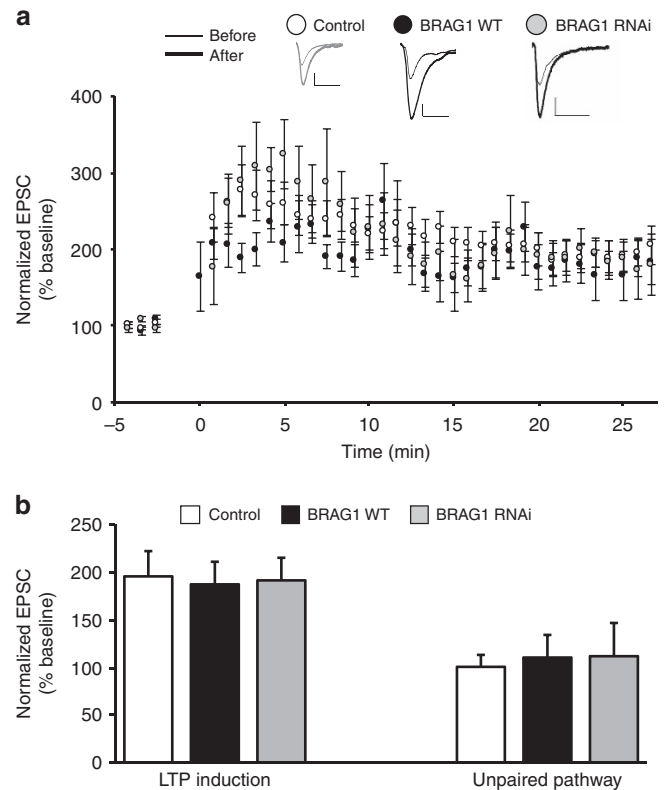 a
Before
After
Control
BRAG1 WT
BRAG1 RNAi
Normalized EPSC
(% baseline)
400
300
200
100
0
–5
0
5
10
15
20
25
Time (min)
b
Control
BRAG1 WT
BRAG1 RNAi
Normalized EPSC
(% baseline)
250
200
150
100
50
0
LTP induction
Unpaired pathway